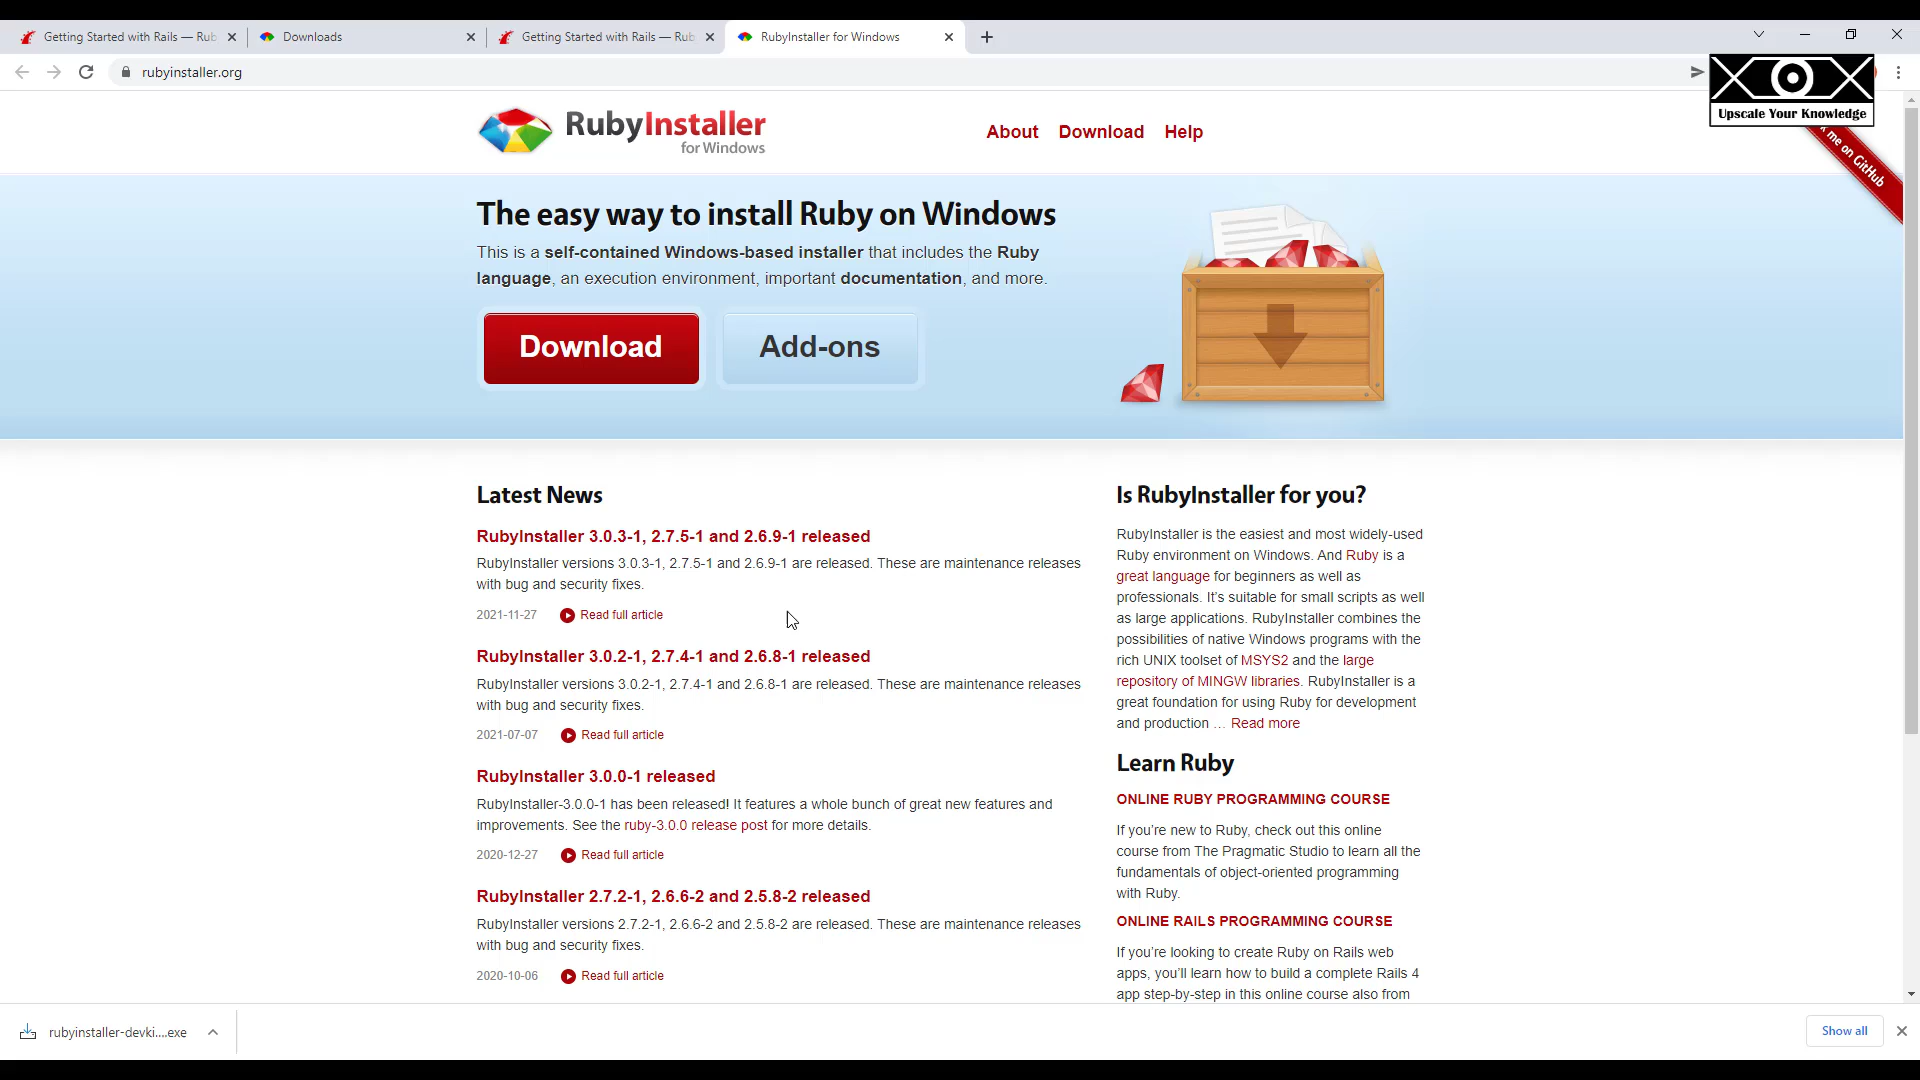 Getting Started with Rails — Rub
Downloads
Getting Started with Rails — Rub
RubyInstaller for Windows
rubyinstaller.org
Upscale Your Knowledge
RubyInstaller
for Windows
About Download Help
me on GitHub
The easy way to install Ruby on Windows
This is a self-contained Windows-based installer that includes the Ruby
language, an execution environment, important documentation, and more.
Download
Add-ons
Latest News
RubyInstaller 3.0.3-1, 2.7.5-1 and 2.6.9-1 released
RubyInstaller versions 3.0.3-1, 2.7.5-1 and 2.6.9-1 are released. These are maintenance releases
with bug and security fixes.
2021-11-27 Read full article
RubyInstaller 3.0.2-1, 2.7.4-1 and 2.6.8-1 released
RubyInstaller versions 3.0.2-1, 2.7.4-1 and 2.6.8-1 are released. These are maintenance releases
with bug and security fixes.
2021-07-07 Read full article
RubyInstaller 3.0.0-1 released
RubyInstaller-3.0.0-1 has been released! It features a whole bunch of great new features and
improvements. See the ruby-3.0.0 release post for more details.
2020-12-27 Read full article
RubyInstaller 2.7.2-1, 2.6.6-2 and 2.5.8-2 released
RubyInstaller versions 2.7.2-1, 2.6.6-2 and 2.5.8-2 are released. These are maintenance releases
with bug and security fixes.
2020-10-06 Read full article
Is RubyInstaller for you?
RubyInstaller is the easiest and most widely-used
Ruby environment on Windows. And Ruby is a
great language for beginners as well as
professionals. It's suitable for small scripts as well
as large applications. RubyInstaller combines the
possibilities of native Windows programs with the
rich UNIX toolset of MSYS2 and the large
repository of MINGW libraries. RubyInstaller is a
great foundation for using Ruby for development
and production … Read more
Learn Ruby
ONLINE RUBY PROGRAMMING COURSE
If you're new to Ruby, check out this online
course from The Pragmatic Studio to learn all the
fundamentals of object-oriented programming
with Ruby.
ONLINE RAILS PROGRAMMING COURSE
If you're looking to create Ruby on Rails web
apps, you'll learn how to build a complete Rails 4
app step-by-step in this online course also from
rubyinstaller-devki....exe
Show all